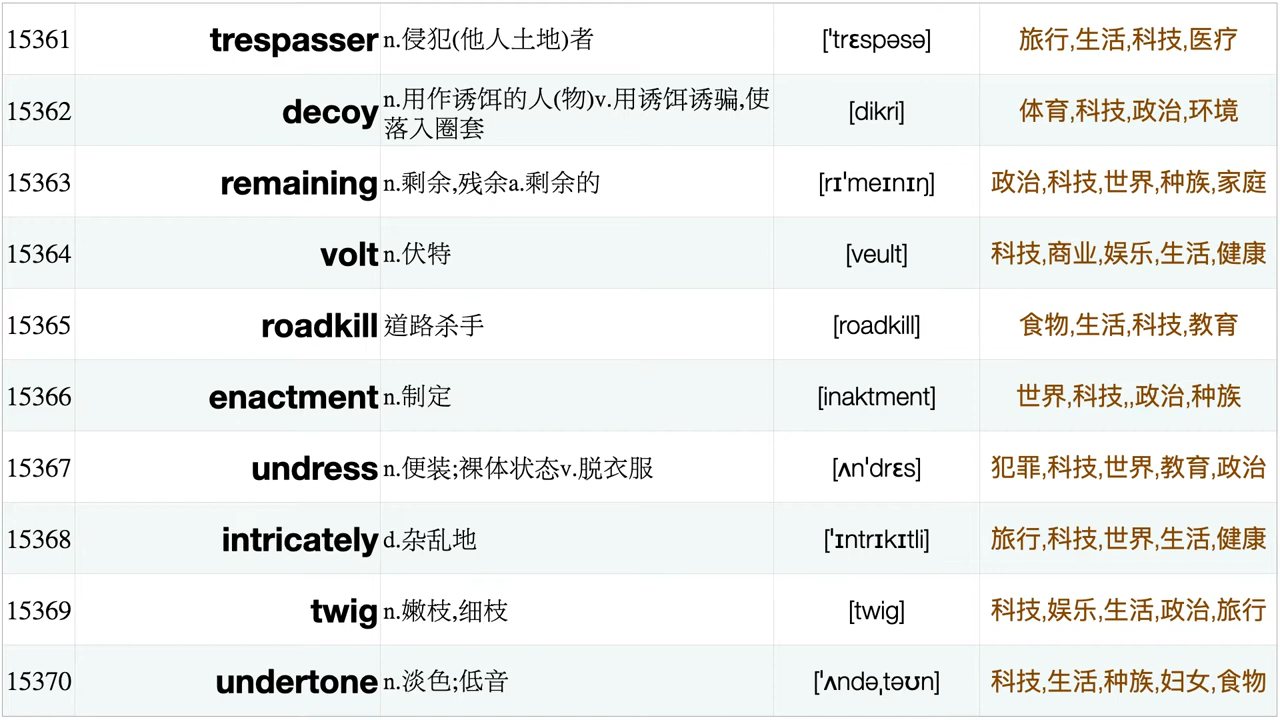 15361 trespasser n.侵犯(他人土地)者 ['trɛspəsə] 旅行,生活,科技,医疗
15362 decoy n.用作诱饵的人(物)v.用诱饵诱骗,使落入圈套 [dikri] 体育,科技,政治,环境
15363 remaining n.剩余,残余a.剩余的 [rɪ'meɪnɪŋ] 政治,科技,世界,种族,家庭
15364 volt n.伏特 [veult] 科技,商业,娱乐,生活,健康
15365 roadkill 道路杀手 [roadkill] 食物,生活,科技,教育
15366 enactment n.制定 [inaktment] 世界,科技,,政治,种族
15367 undress n.便装;裸体状态v.脱衣服 [ʌn'drɛs] 犯罪,科技,世界,教育,政治
15368 intricately d.杂乱地 ['ɪntrɪkɪtli] 旅行,科技,世界,生活,健康
15369 twig n.嫩枝,细枝 [twig] 科技,娱乐,生活,政治,旅行
15370 undertone n.淡色;低音 ['ʌndəˌtəʊn] 科技,生活,种族,妇女,食物